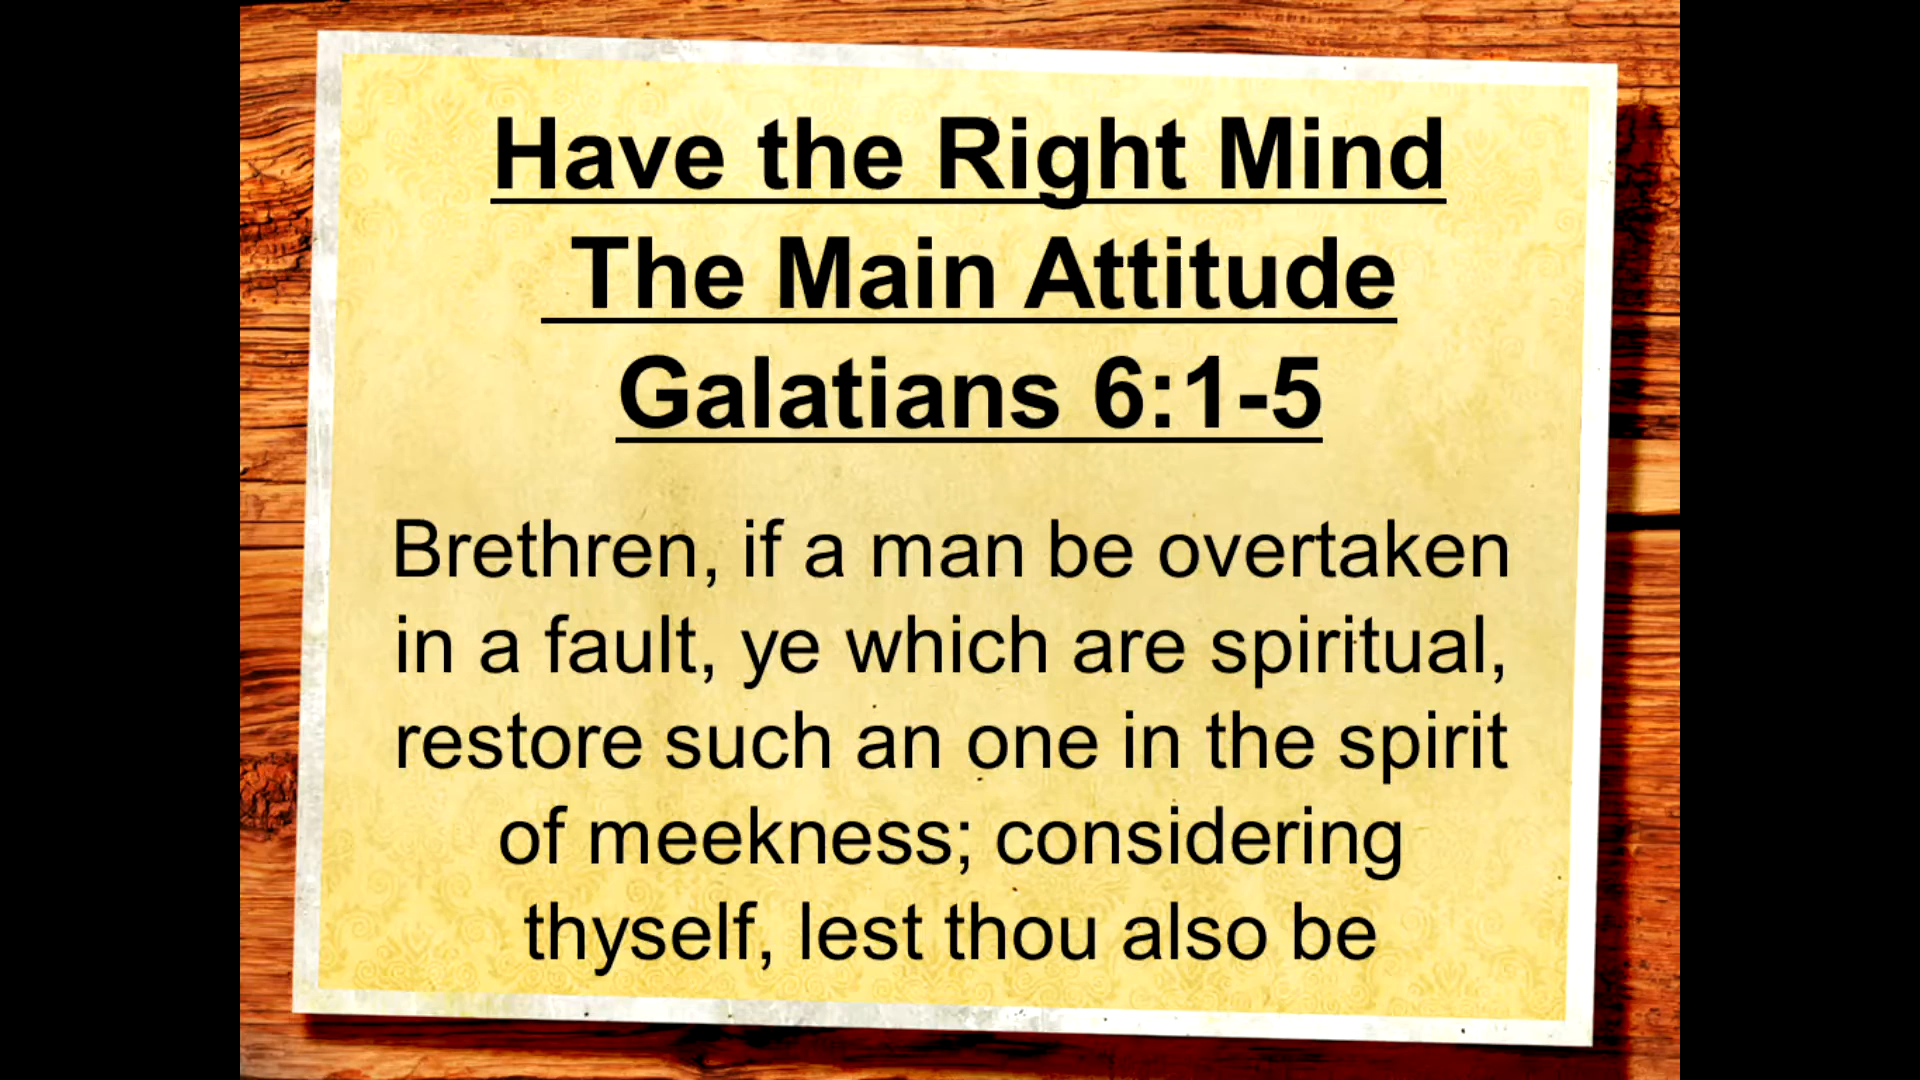 Have the Right Mind
The Main Attitude
Galatians 6:1-5
Brethren, if a man be overtaken
in a fault, ye which are spiritual,
restore such an one in the spirit
of meekness; considering
thyself, lest thou also be